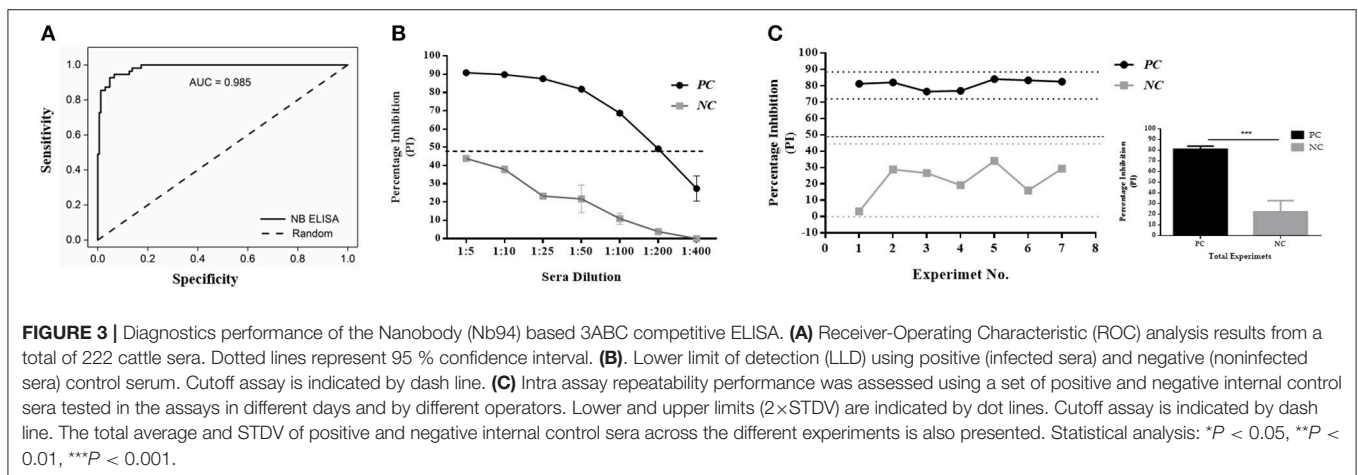 A
1.0
0.8
0.6
0.4
0.2
0.0
Sensitivity
AUC = 0.985
NB ELISA
Random
0.0 0.2 0.4 0.6 0.8 1.0
Specificity
B
100
90
80
70
60
50
40
30
20
10
0
Percentage Inhibition
(PI)
PC
NC
1:5 1:10 1:25 1:50 1:100 1:200 1:400
Sera Dilution
C
100
90
80
70
60
50
40
30
20
10
0
-10
Percentage Inhibition
(PI)
PC
NC
0 1 2 3 4 5 6 7 8
Experimet No.
100
90
80
70
60
50
40
30
20
10
0
Percentage Inhibition
(PI)
***
PC
NC
PC NC
Total Experimets
FIGURE 3 | Diagnostics performance of the Nanobody (Nb94) based 3ABC competitive ELISA. (A) Receiver-Operating Characteristic (ROC) analysis results from a
total of 222 cattle sera. Dotted lines represent 95 % confidence interval. (B). Lower limit of detection (LLD) using positive (infected sera) and negative (noninfected
sera) control serum. Cutoff assay is indicated by dash line. (C) Intra assay repeatability performance was assessed using a set of positive and negative internal control
sera tested in the assays in different days and by different operators. Lower and upper limits (2×STDV) are indicated by dot lines. Cutoff assay is indicated by dash
line. The total average and STDV of positive and negative internal control sera across the different experiments is also presented. Statistical analysis: *P < 0.05, **P <
0.01, ***P < 0.001.